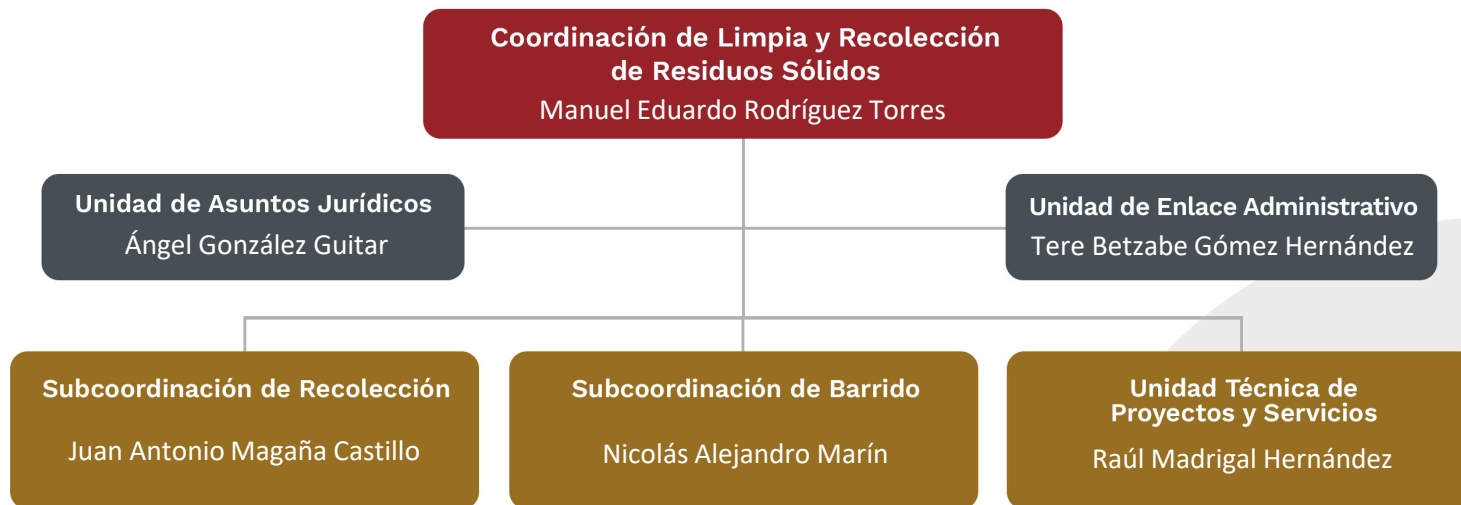 Coordinación de Limpia y Recolección
de Residuos Sólidos
Manuel Eduardo Rodríguez Torres
Unidad de Asuntos Jurídicos
Ángel González Guitar
Unidad de Enlace Administrativo
Tere Betzabe Gómez Hernández
Subcoordinación de Recolección
Juan Antonio Magaña Castillo
Subcoordinación de Barrido
Nicolás Alejandro Marín
Unidad Técnica de
Proyectos y Servicios
Raúl Madrigal Hernández